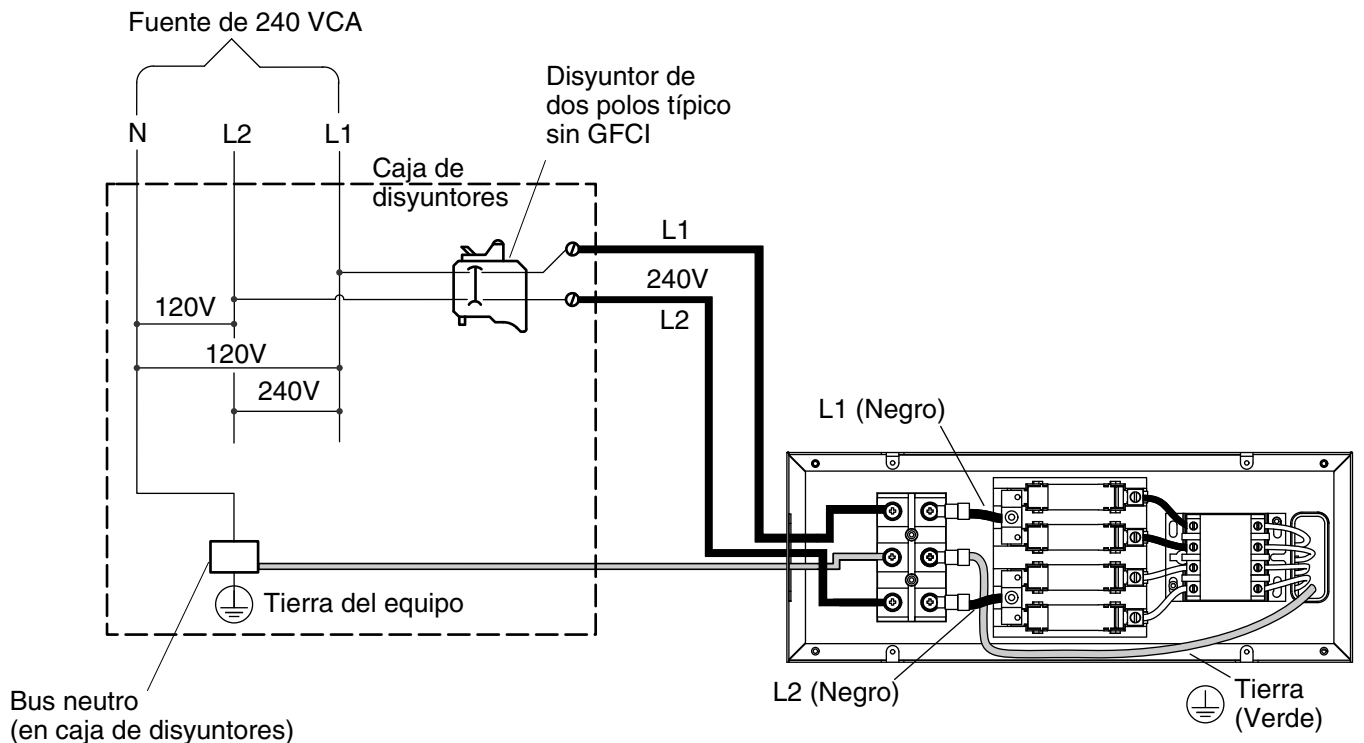 Fuente de 240 VCA
Disyuntor de
dos polos típico
sin GFCI
N
L2
L1
Caja de
disyuntores
L1
240V
L2
120V
120V
240V
L1 (Negro)
Tierra del equipo
L2 (Negro)
Tierra
(Verde)
Bus neutro
(en caja de disyuntores)